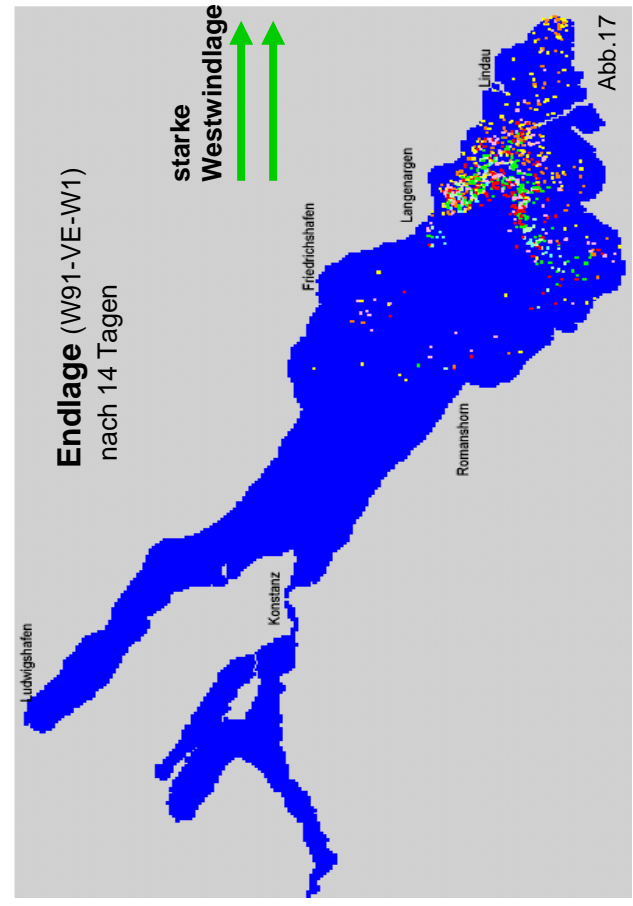 Endlage (W91-VE-W1)
nach 14 Tagen
starke
Westwindlage
Ludwigshafen
Konstanz
Friedrichshafen
Romanshorn
Langenargen
Lindau
Abb.17